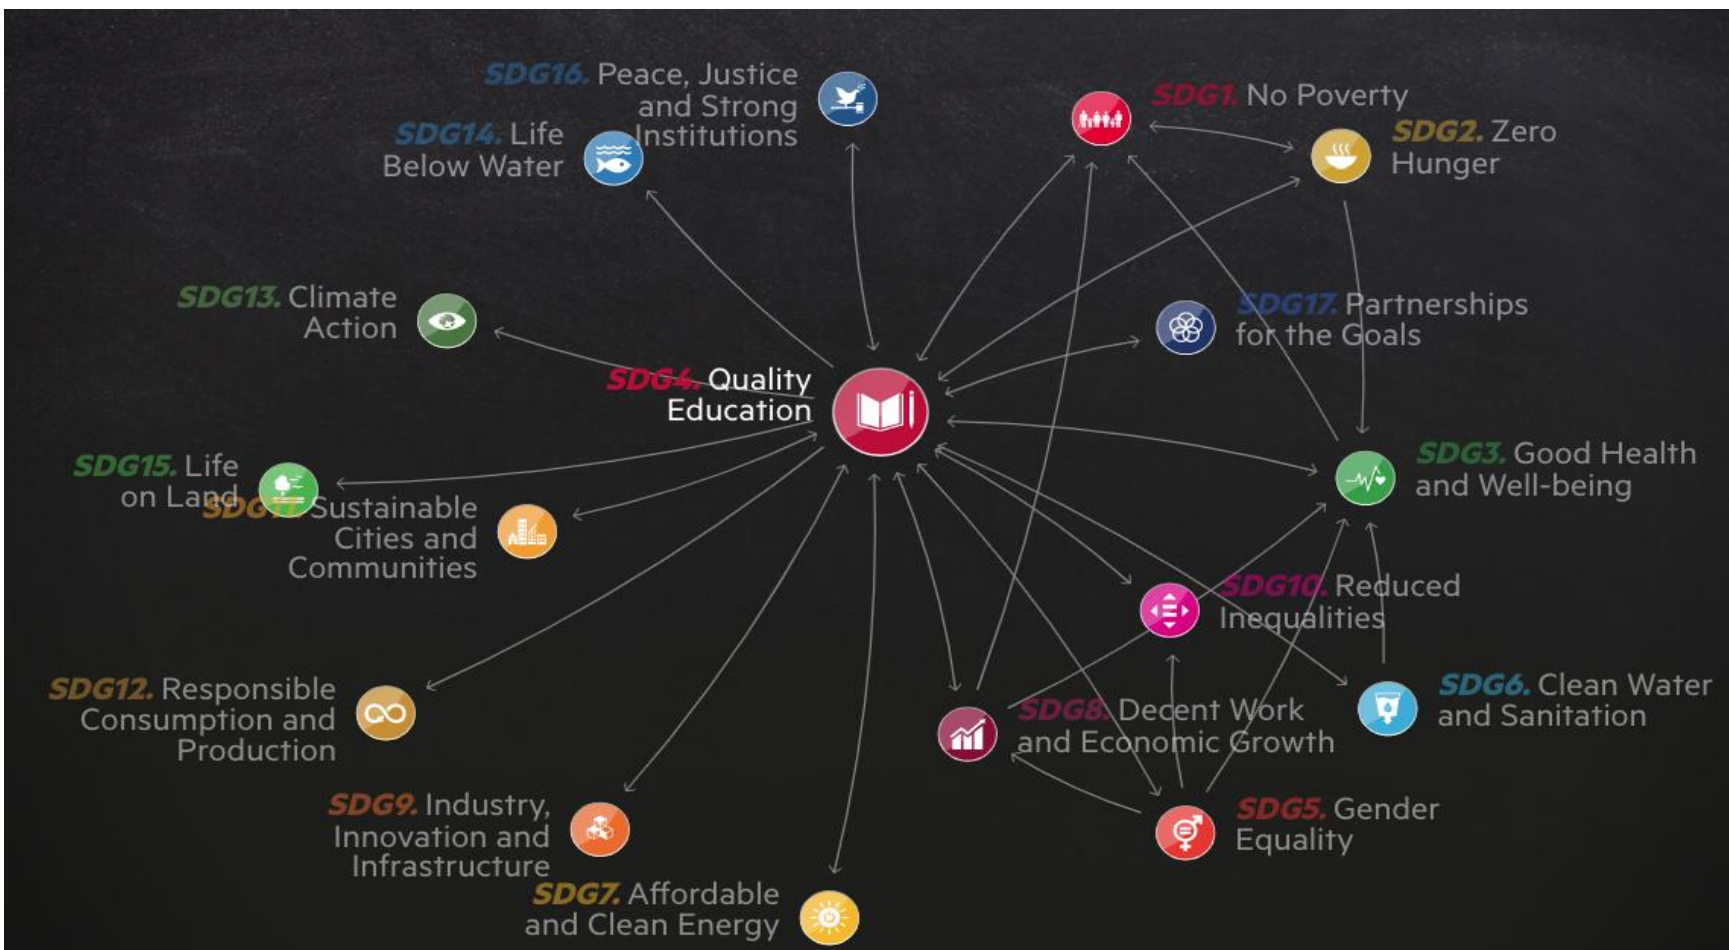 SDG16. Peace, Justice
and Strong
Institutions
SDG14. Life
Below Water
SDG1. No Poverty
SDG2. Zero
Hunger
SDG13. Climate
Action
SDG17. Partnerships
for the Goals
SDG4. Quality
Education
SDG15. Life
on Land
SDG11. Sustainable
Cities and
Communities
SDG3. Good Health
and Well-being
SDG10. Reduced
Inequalities
SDG12. Responsible
Consumption and
Production
SDG8. Decent Work
and Economic Growth
SDG6. Clean Water
and Sanitation
SDG9. Industry,
Innovation and
Infrastructure
SDG5. Gender
Equality
SDG7. Affordable
and Clean Energy